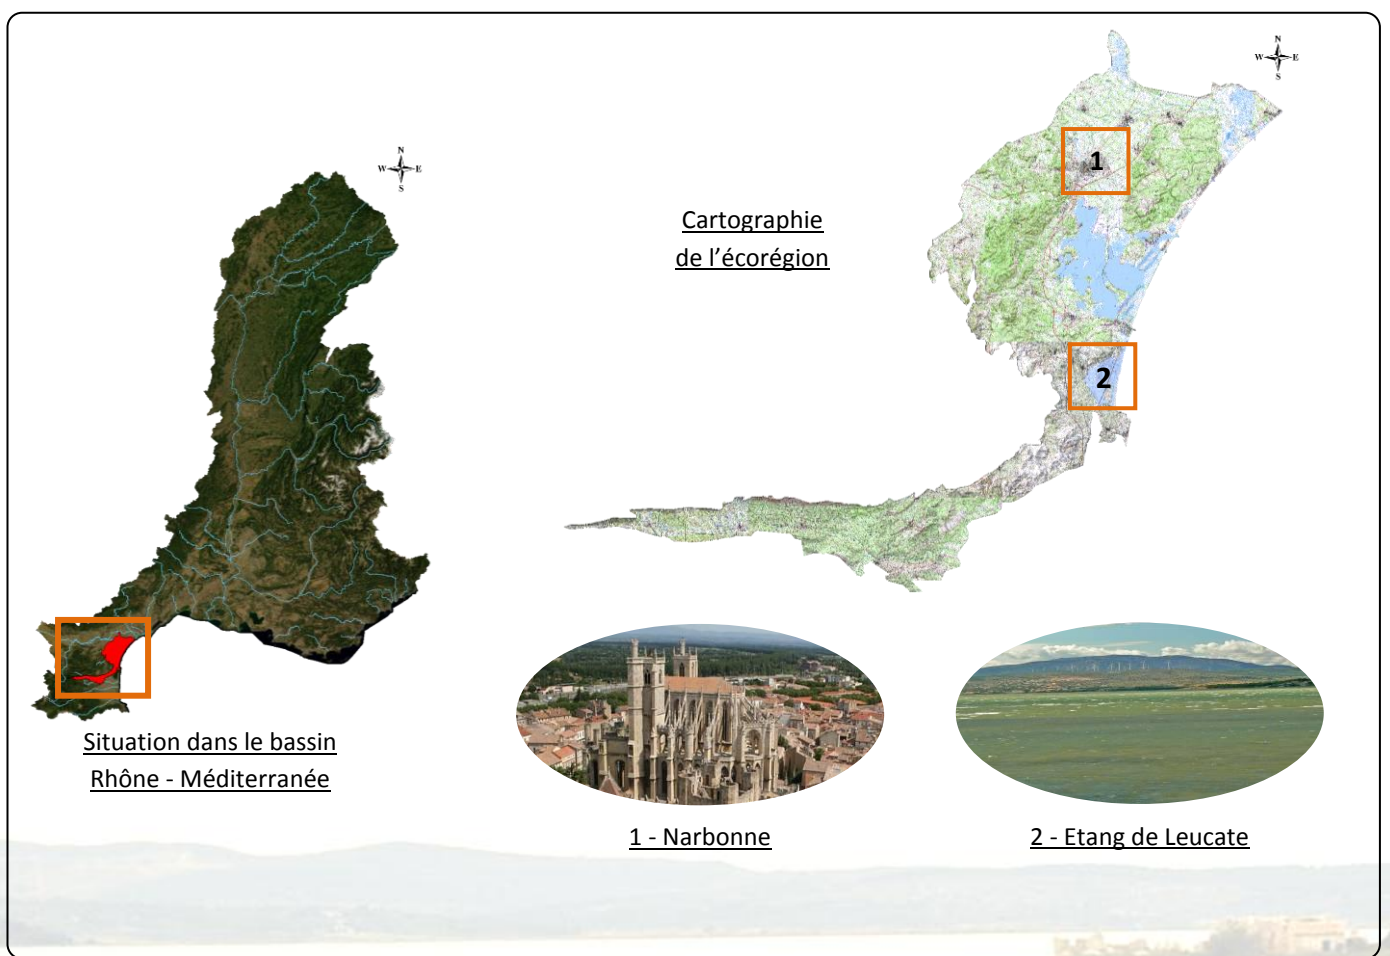 N
W E
S
N
W E
S
Cartographie
de l'écorégion
1
2
Situation dans le bassin
Rhône - Méditerranée
1 - Narbonne
2 - Etang de Leucate